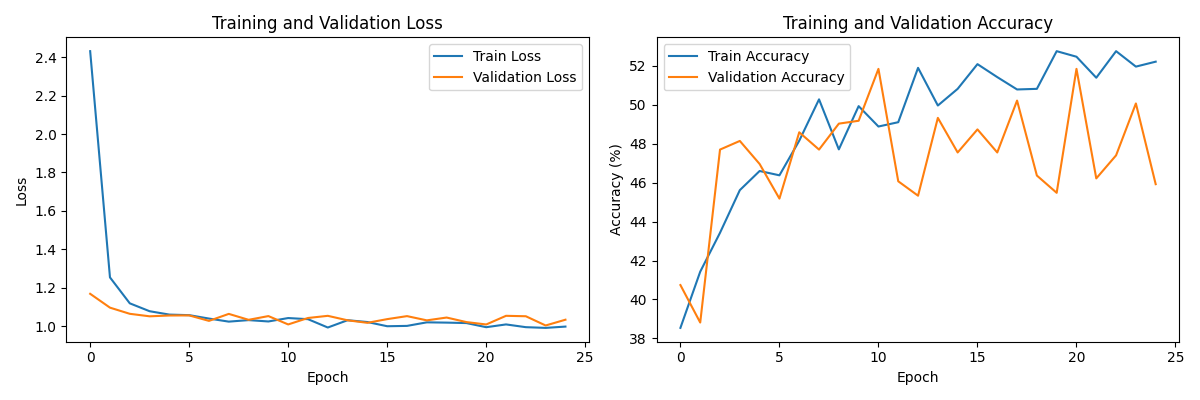 Training and Validation Loss
Train Loss
Validation Loss
2.4
2.2
2.0
1.8
1.6
1.4
1.2
1.0
Loss
0 5 10 15 20 25
Epoch
Training and Validation Accuracy
Train Accuracy
Validation Accuracy
52
50
48
46
44
42
40
38
Accuracy (%)
0 5 10 15 20 25
Epoch